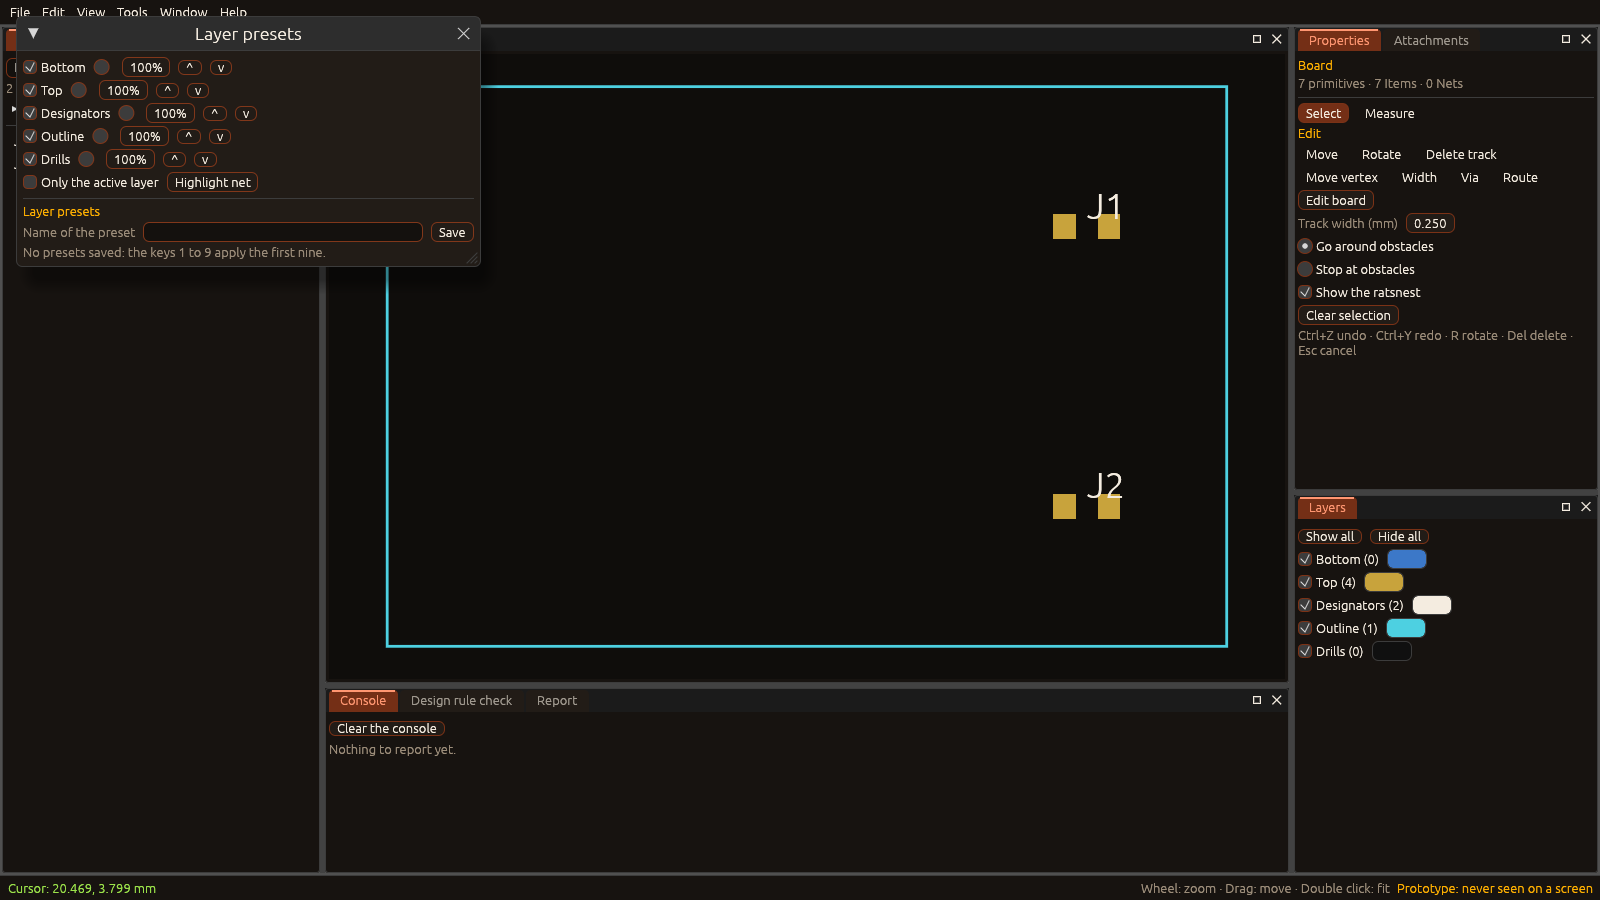 File Edit View Tools Window Help
Layer presets
Bottom 100% ^ v
Top 100% ^ v
Designators 100% ^ v
Outline 100% ^ v
Drills 100% ^ v
Only the active layer Highlight net
Layer presets
Name of the preset Save
No presets saved: the keys 1 to 9 apply the first nine.
2
J1
J2
Console Design rule check Report
Clear the console
Nothing to report yet.
Properties Attachments
Board
7 primitives · 7 Items · 0 Nets
Select Measure
Edit
Move Rotate Delete track
Move vertex Width Via Route
Edit board
Track width (mm) 0.250
Go around obstacles
Stop at obstacles
Show the ratsnest
Clear selection
Ctrl+Z undo · Ctrl+Y redo · R rotate · Del delete ·
Esc cancel
Layers
Show all Hide all
Bottom (0)
Top (4)
Designators (2)
Outline (1)
Drills (0)
Cursor: 20.469, 3.799 mm
Wheel: zoom · Drag: move · Double click: fit Prototype: never seen on a screen